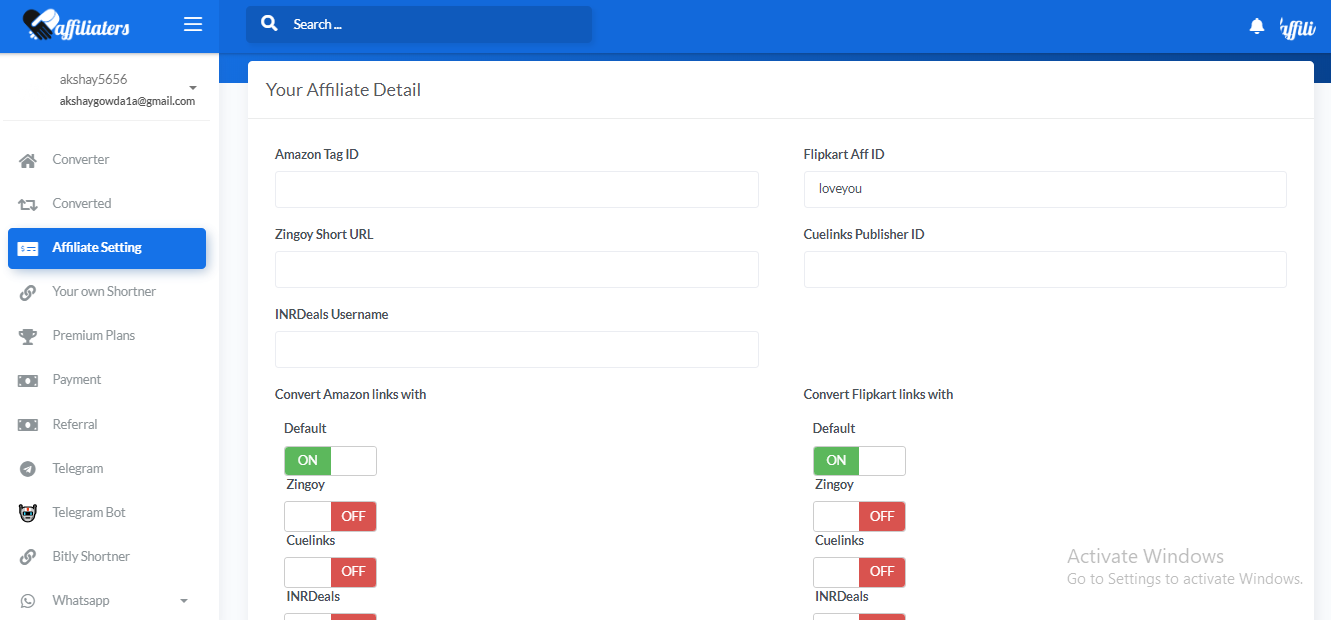 affiliaters
Search ...
affili
akshay5656
akshaygowda1a@gmail.com
Converter
Converted
Affiliate Setting
Your own Shortner
Premium Plans
Payment
Referral
Telegram
Telegram Bot
Bitly Shortner
Whatsapp
Your Affiliate Detail
Amazon Tag ID
Flipkart Aff ID
loveyou
Zingoy Short URL
Cuelinks Publisher ID
INRDeals Username
Convert Amazon links with
Convert Flipkart links with
Default
Default
ON
ON
Zingoy
Zingoy
OFF
OFF
Cuelinks
Cuelinks
OFF
OFF
INRDeals
INRDeals
Activate Windows
Go to Settings to activate Windows.